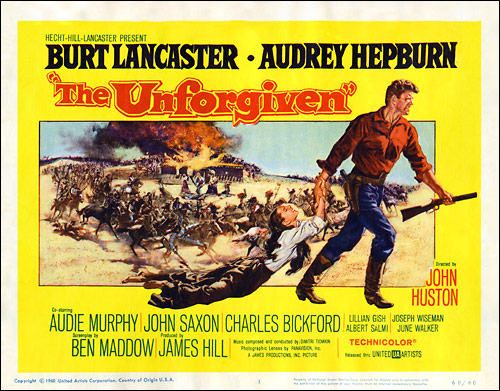 HECHT-HILL-LANCASTER PRESENT
BURT LANCASTER • AUDREY HEPBURN
"The Unforgiven"
Directed by
JOHN
HUSTON
Co-starring
AUDIE MURPHY JOHN SAXON CHARLES BICKFORD LILLIAN GISH JOSEPH WISEMAN
ALBERT SALMI JUNE WALKER
Screenplay by
BEN MADDOW
Produced by
JAMES HILL
Music composed and conducted by DIMITRI TIOMKIN
Photographic Lenses by PANAVISION, Inc.
A JAMES PRODUCTIONS, INC. PICTURE
TECHNICOLOR®
Released thru UNITED ARTISTS
Copyright © 1960 United Artists Corporation. Country of Origin U.S.A.
1
60/80